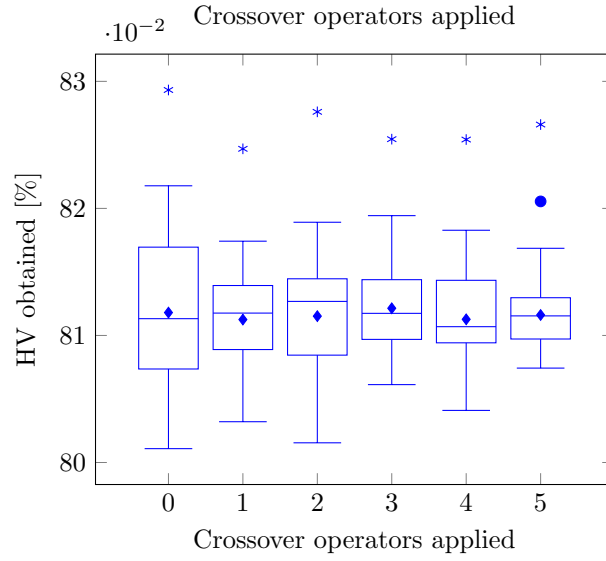 Crossover operators applied
·10⁻²
83
82
81
80
HV obtained [%]
0 1 2 3 4 5
Crossover operators applied